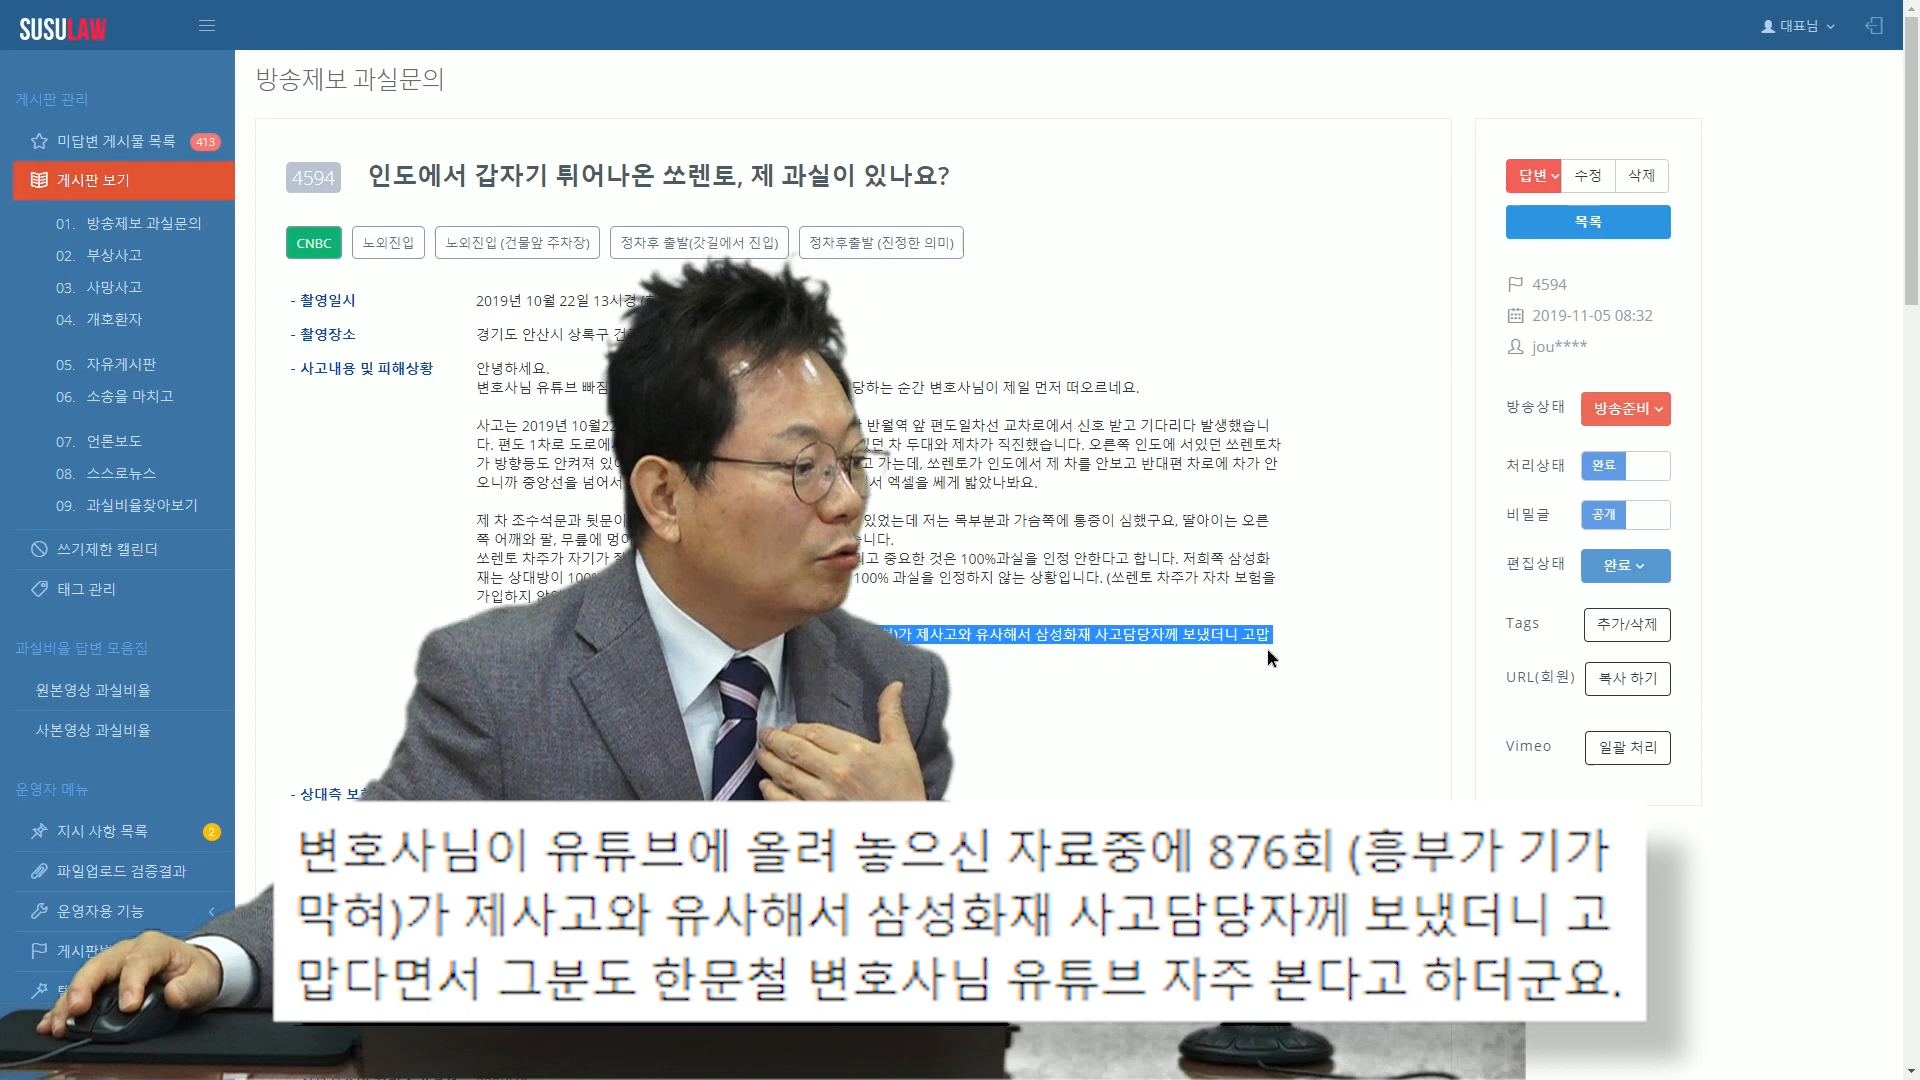 SUSULAW
대표님
게시판 관리
미답변 게시물 목록 413
게시판 보기
01. 방송제보 과실문의
02. 부상사고
03. 사망사고
04. 개호환자
05. 자유게시판
06. 소송을 마치고
07. 언론보도
08. 스스로뉴스
09. 과실비율찾아보기
쓰기제한 캘린더
태그 관리
과실비율 답변 모음집
원본영상 과실비율
사본영상 과실비율
운영자 메뉴
지시 사항 목록 2
파일업로드 검증결과
운영자용 기능
게시판
방송제보 과실문의
4594 인도에서 갑자기 튀어나온 쏘렌토, 제 과실이 있나요?
CNBC 노외진입 노외진입 (건물앞 주차장) 정차후 출발(갓길에서 진입) 정차후출발 (진정한 의미)
- 촬영일시 2019년 10월 22일 13시경
- 촬영장소 경기도 안산시 상록구
- 사고내용 및 피해상황 안녕하세요.
변호사님 유튜브 당하는 순간 변호사님이 제일 먼저 떠오르네요.
사고는 2019년 10월 반월역 앞 편도일차선 교차로에서 신호 받고 기다리다 발생했습니
다. 편도 1차로 도로에 차 두대와 제차가 직진했습니다. 오른쪽 인도에 서있던 쏘렌토차
가 방향등도 안켜져 가는데, 쏘렌토가 인도에서 제 차를 안보고 반대편 차로에 차가 안
오니까 중앙선을 넘어서 엑셀을 쎄게 밟았나봐요.
제 차 조수석문과 뒷문이 있었는데 저는 목부분과 가슴쪽에 통증이 심했구요, 딸아이는 오른
쪽 어깨와 팔, 무릎에
쏘렌토 차주가 자기가 중요한 것은 100%과실을 인정 안한다고 합니다. 저희쪽 삼성화
재는 상대방이 100% 과실을 인정하지 않는 상황입니다. (쏘렌토 차주가 자차 보험을
가입하지
가 제사고와 유사해서 삼성화재 사고담당자께 보냈더니 고맙
- 상대측
변호사님이 유튜브에 올려 놓으신 자료중에 876회 (흥부가 기가
막혀)가 제사고와 유사해서 삼성화재 사고담당자께 보냈더니 고
맙다면서 그분도 한문철 변호사님 유튜브 자주 본다고 하더군요.
답변 수정 삭제
목록
4594
2019-11-05 08:32
jou****
방송상태 방송준비
처리상태 완료
비밀글 공개
편집상태 완료
Tags 추가/삭제
URL(회원) 복사 하기
Vimeo 일괄 처리